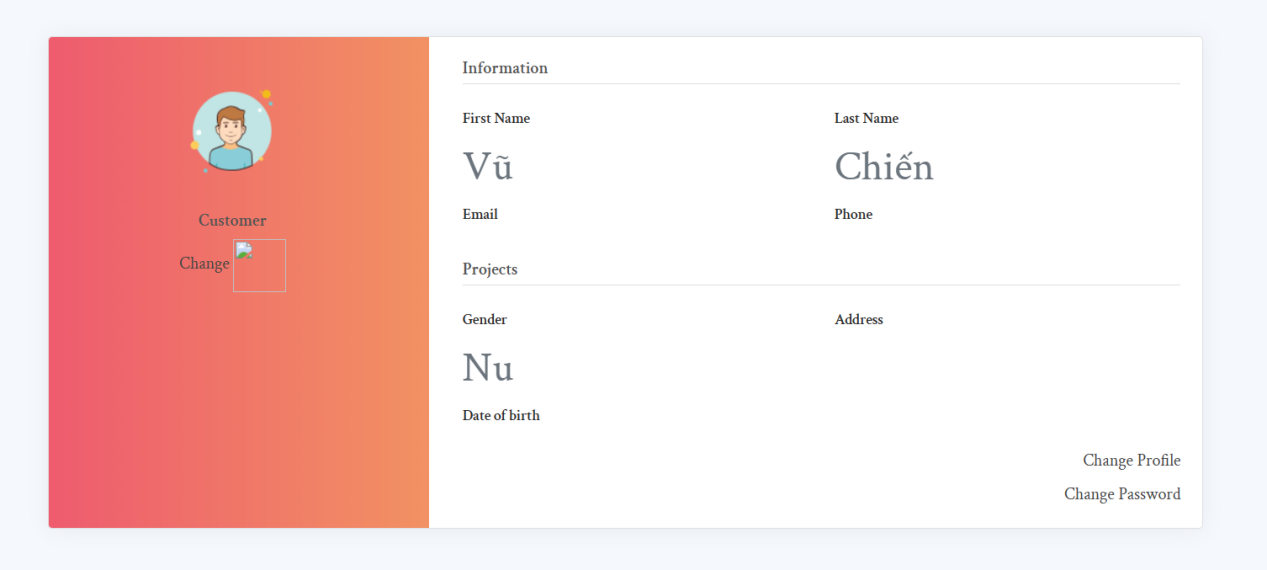 Customer
Change
Information
First Name Last Name
Vũ Chiến
Email Phone
Projects
Gender Address
Nu
Date of birth
Change Profile
Change Password